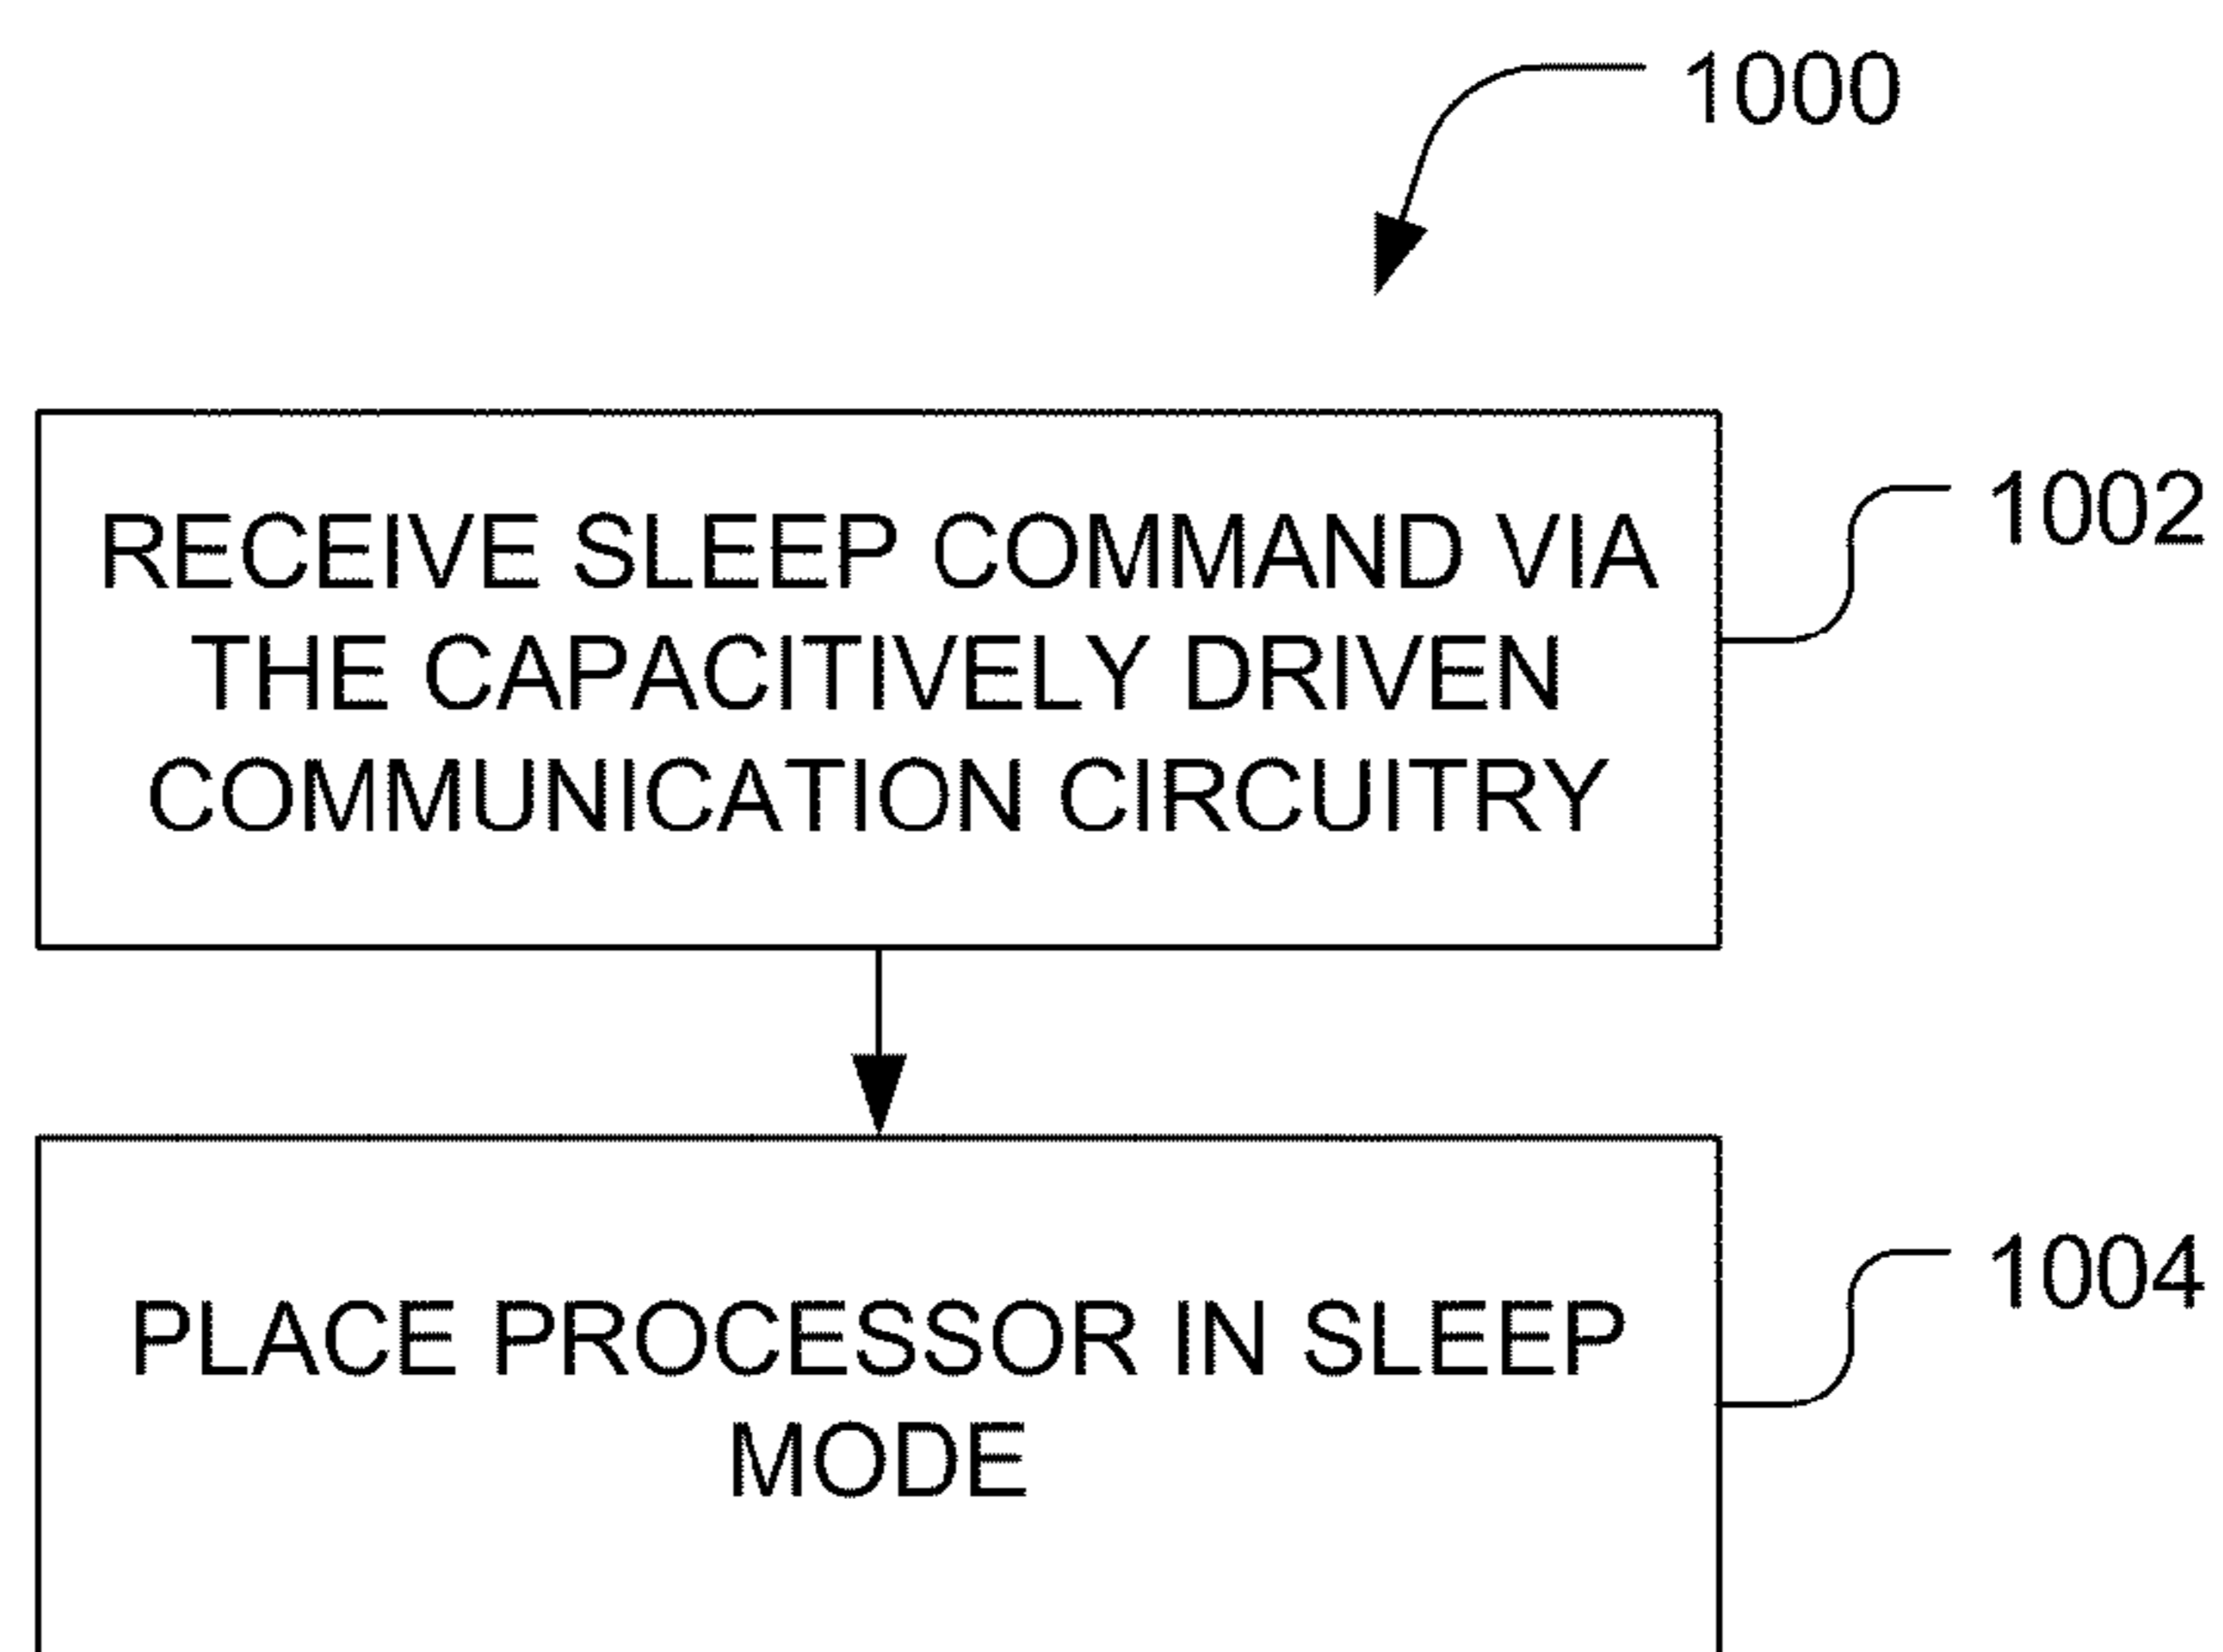 1000
RECEIVE SLEEP COMMAND VIA
THE CAPACITIVELY DRIVEN
COMMUNICATION CIRCUITRY
1002
PLACE PROCESSOR IN SLEEP
MODE
1004